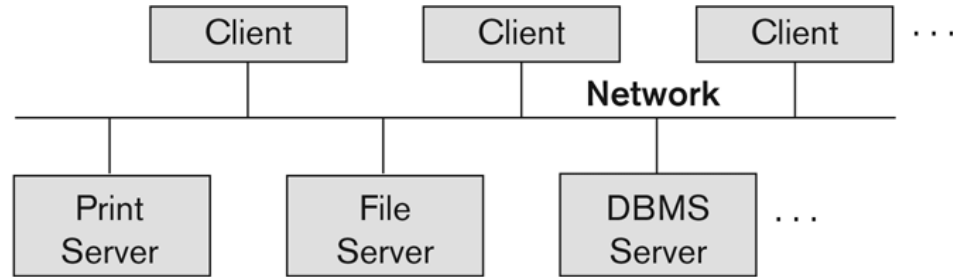 Client
Client
Client
. . .
Network
Print
Server
File
Server
DBMS
Server
. . .